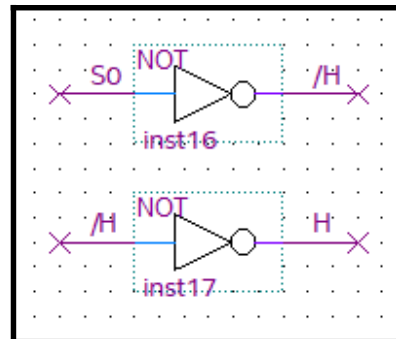 NOT
S0 /H
inst16
NOT
/H H
inst17